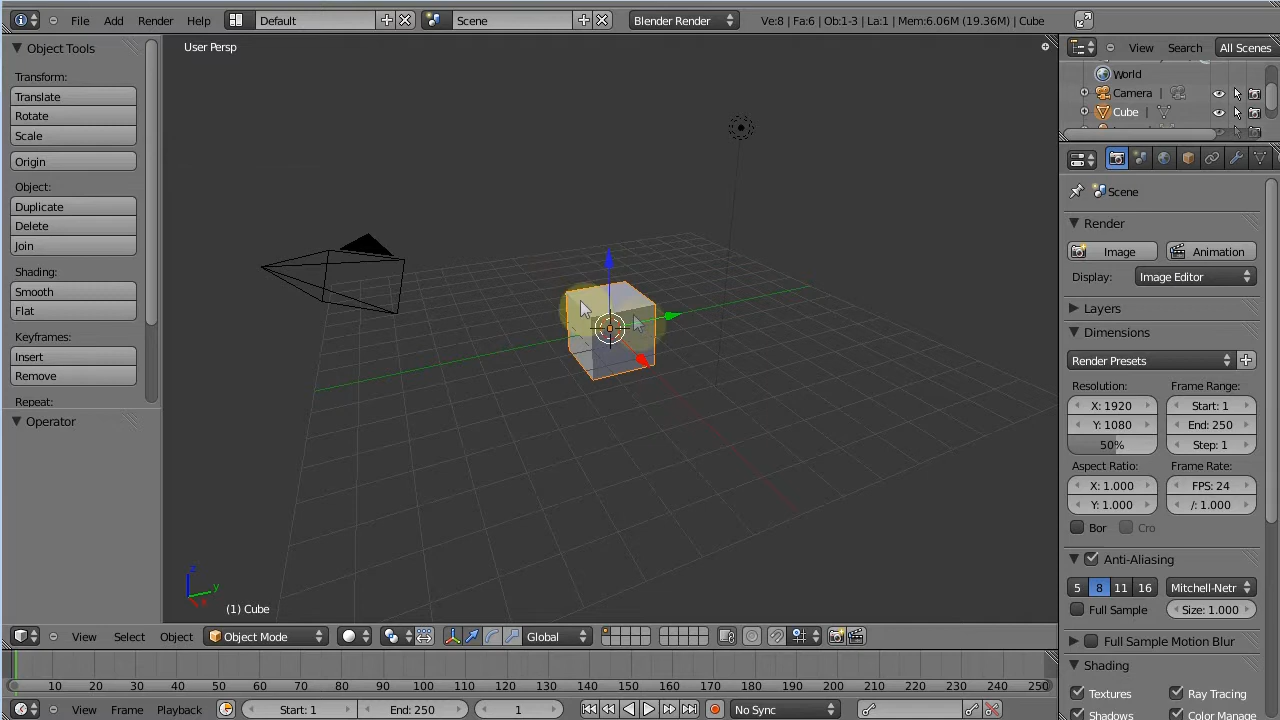 File Add Render Help Default Scene Blender Render Ve:8 | Fa:6 | Ob:1-3 | La:1 | Mem:6.06M (19.36M) | Cube
Object Tools
Transform:
Translate
Rotate
Scale
Origin
Object:
Duplicate
Delete
Join
Shading:
Smooth
Flat
Keyframes:
Insert
Remove
Repeat:
Operator
User Persp
z
y
(1) Cube
View Select Object Object Mode Global
10 20 30 40 50 60 70 80 90 100 110 120 130 140 150 160 170 180 190 200 210 220 230 240 250
View Frame Playback Start: 1 End: 250 1 No Sync
View Search All Scenes
World
Camera |
Cube |
Scene
Render
Image Animation
Display: Image Editor
Layers
Dimensions
Render Presets
Resolution: Frame Range:
X: 1920 Start: 1
Y: 1080 End: 250
50% Step: 1
Aspect Ratio: Frame Rate:
X: 1.000 FPS: 24
Y: 1.000 /: 1.000
Bor Cro
Anti-Aliasing
5 8 11 16 Mitchell-Netr
Full Sample Size: 1.000
Full Sample Motion Blur
Shading
Textures Ray Tracing
Shadows Color Manage